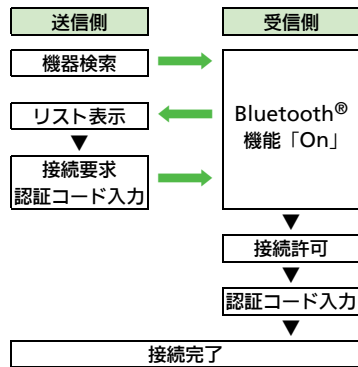 送信側
受信側
機器検索
リスト表示
▼
接続要求
認証コード入力
Bluetooth®
機能「On」
▼
接続許可
▼
認証コード入力
▼
接続完了